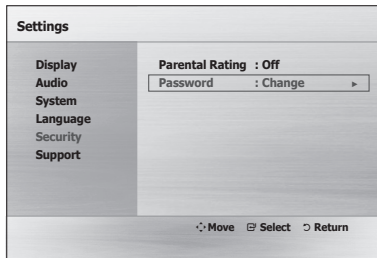 Settings
Display
Audio
System
Language
Security
Support
Parental Rating : Off
Password : Change ►
Move Select Return